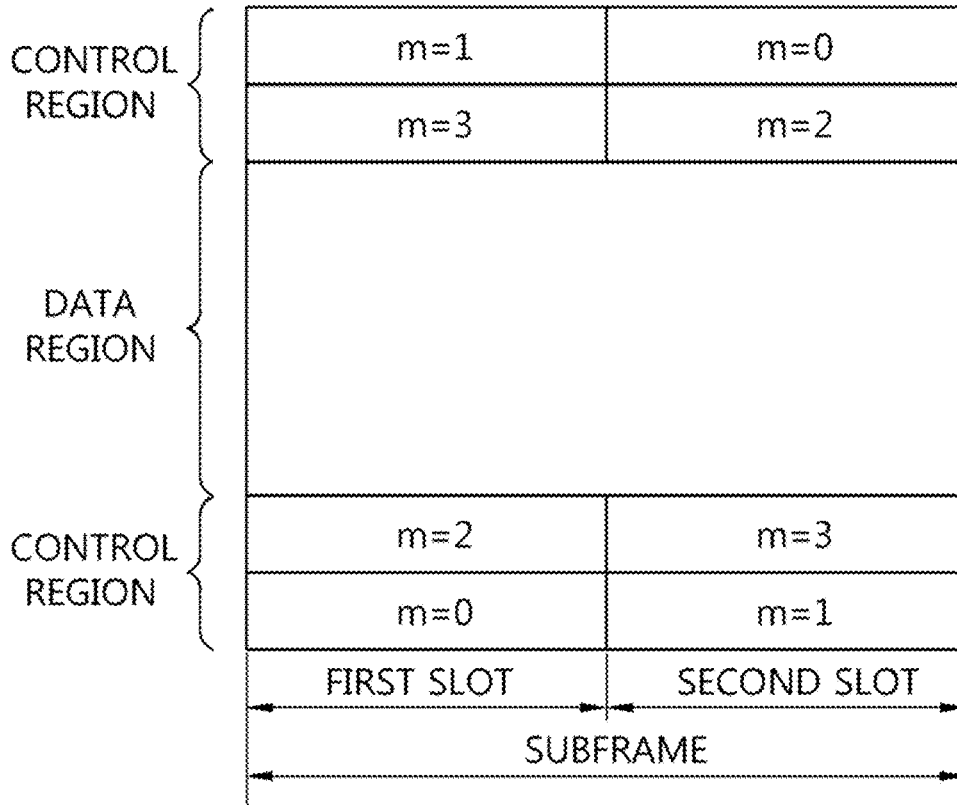 CONTROL
REGION
m=1
m=0
m=3
m=2
DATA
REGION
CONTROL
REGION
m=2
m=3
m=0
m=1
FIRST SLOT
SECOND SLOT
SUBFRAME